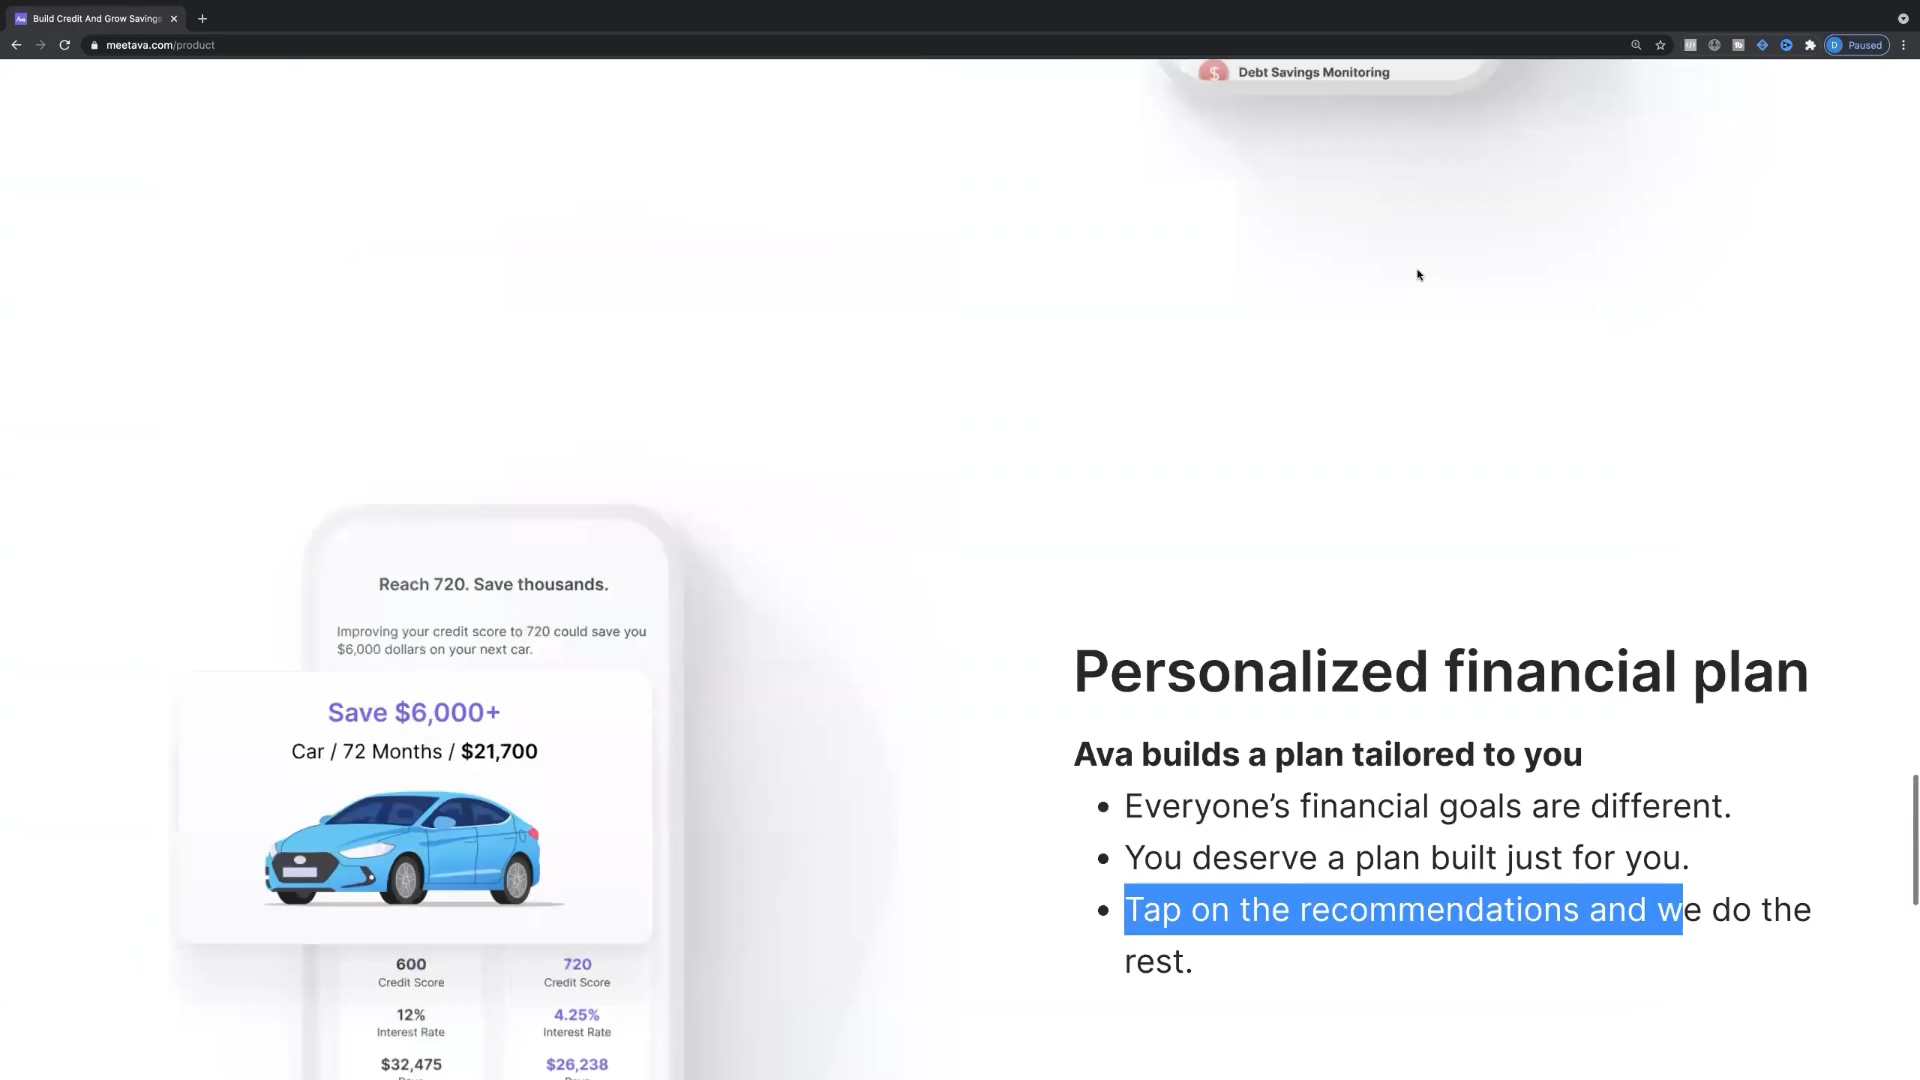 Build Credit And Grow Savings
meetava.com/product
D Paused
Debt Savings Monitoring
Reach 720. Save thousands.
Improving your credit score to 720 could save you
$6,000 dollars on your next car.
Save $6,000+
Car / 72 Months / $21,700
600
Credit Score
12%
Interest Rate
$32,475
720
Credit Score
4.25%
Interest Rate
$26,238
Personalized financial plan
Ava builds a plan tailored to you
• Everyone’s financial goals are different.
• You deserve a plan built just for you.
• Tap on the recommendations and we do the
rest.